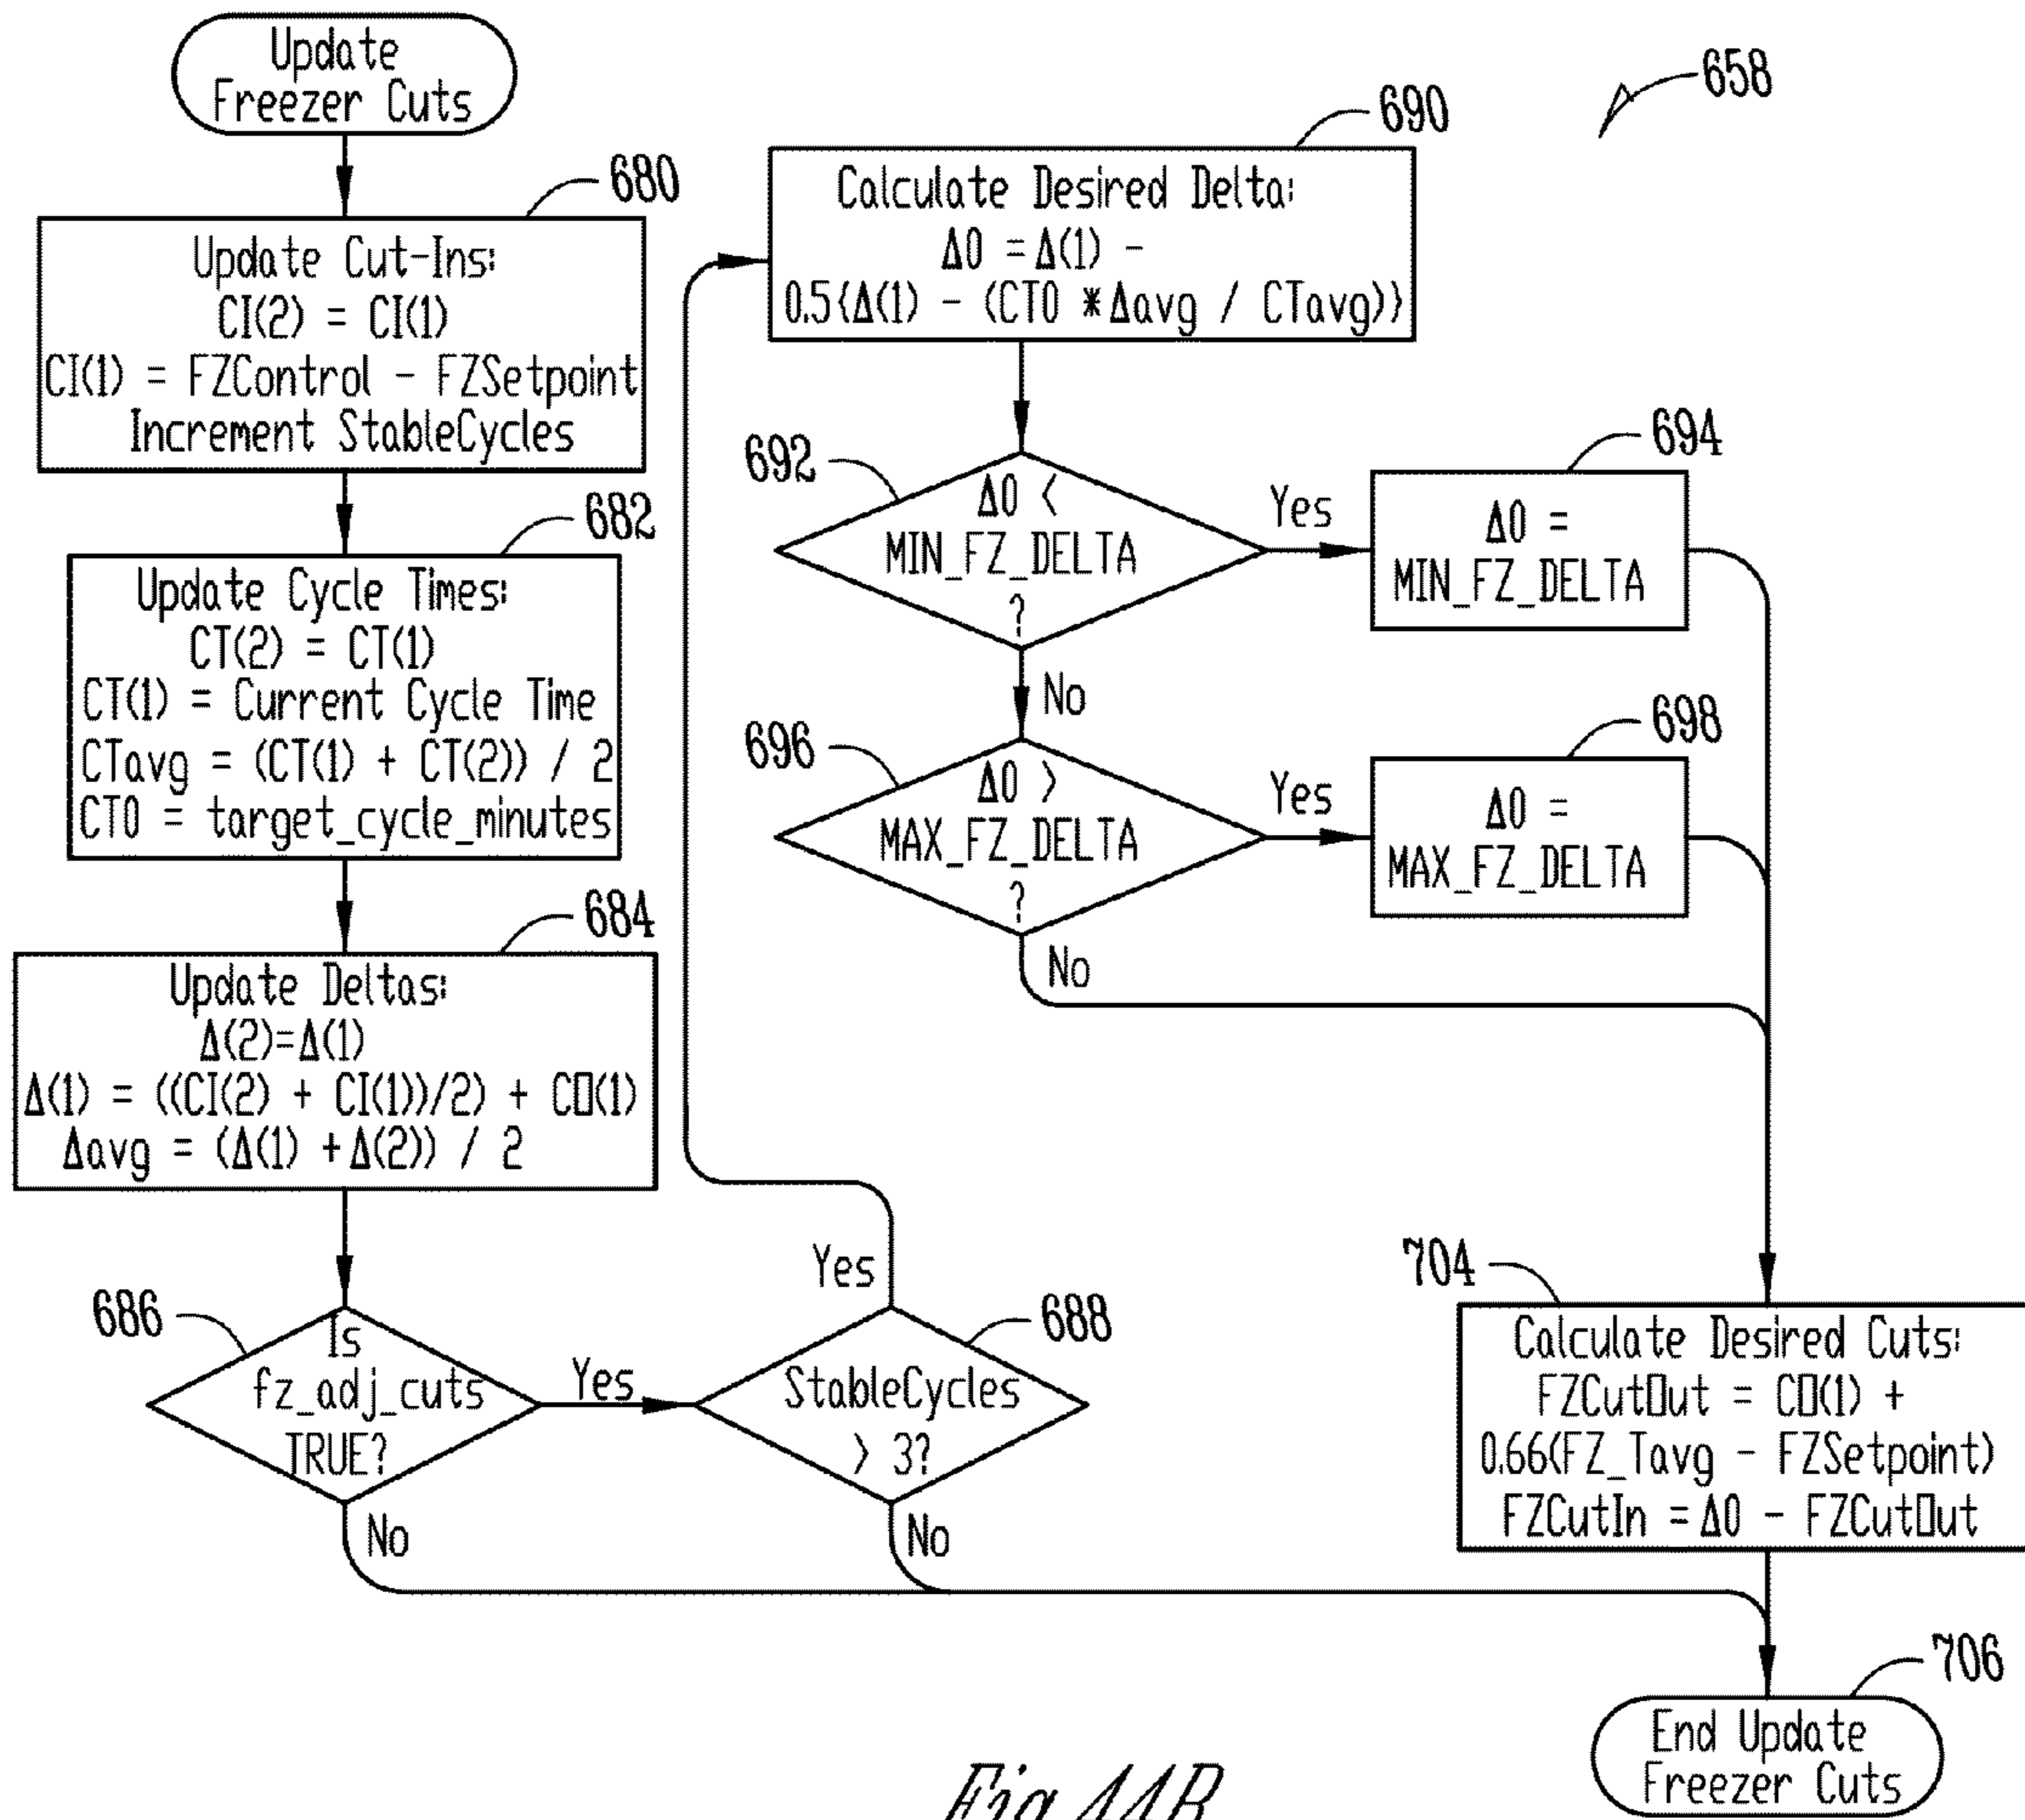 Update
Freezer Cuts
680
Update Cut-Ins:
CI(2) = CI(1)
CI(1) = FZControl - FZSetpoint
Increment StableCycles
682
Update Cycle Times:
CT(2) = CT(1)
CT(1) = Current Cycle Time
CTavg = (CT(1) + CT(2)) / 2
CT0 = target_cycle_minutes
684
Update Deltas:
Δ(2)=Δ(1)
Δ(1) = ((CI(2) + CI(1))/2) + CO(1)
Δavg = (Δ(1) +Δ(2)) / 2
686
Is
fz_adj_cuts
TRUE?
Yes
No
688
StableCycles
> 3?
Yes
No
658
690
Calculate Desired Delta:
Δ0 =Δ(1) -
0.5{Δ(1) - (CT0 *Δavg / CTavg)}
692
Δ0 <
MIN_FZ_DELTA
?
Yes
No
694
Δ0 =
MIN_FZ_DELTA
696
Δ0 >
MAX_FZ_DELTA
?
Yes
No
698
Δ0 =
MAX_FZ_DELTA
704
Calculate Desired Cuts:
FZCutOut = CO(1) +
0.66(FZ_Tavg - FZSetpoint)
FZCutIn =Δ0 - FZCutOut
706
End Update
Freezer Cuts
Fig. 44B